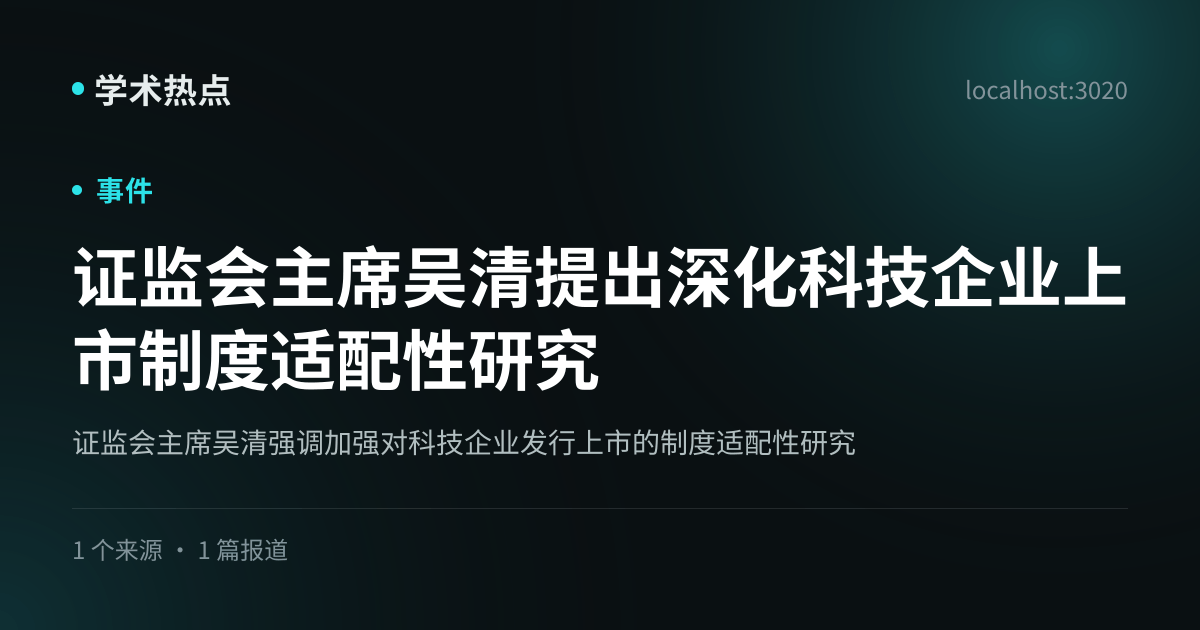 学术热点
localhost:3020
事件
证监会主席吴清提出深化科技企业上
市制度适配性研究
证监会主席吴清强调加强对科技企业发行上市的制度适配性研究
1 个来源 · 1 篇报道